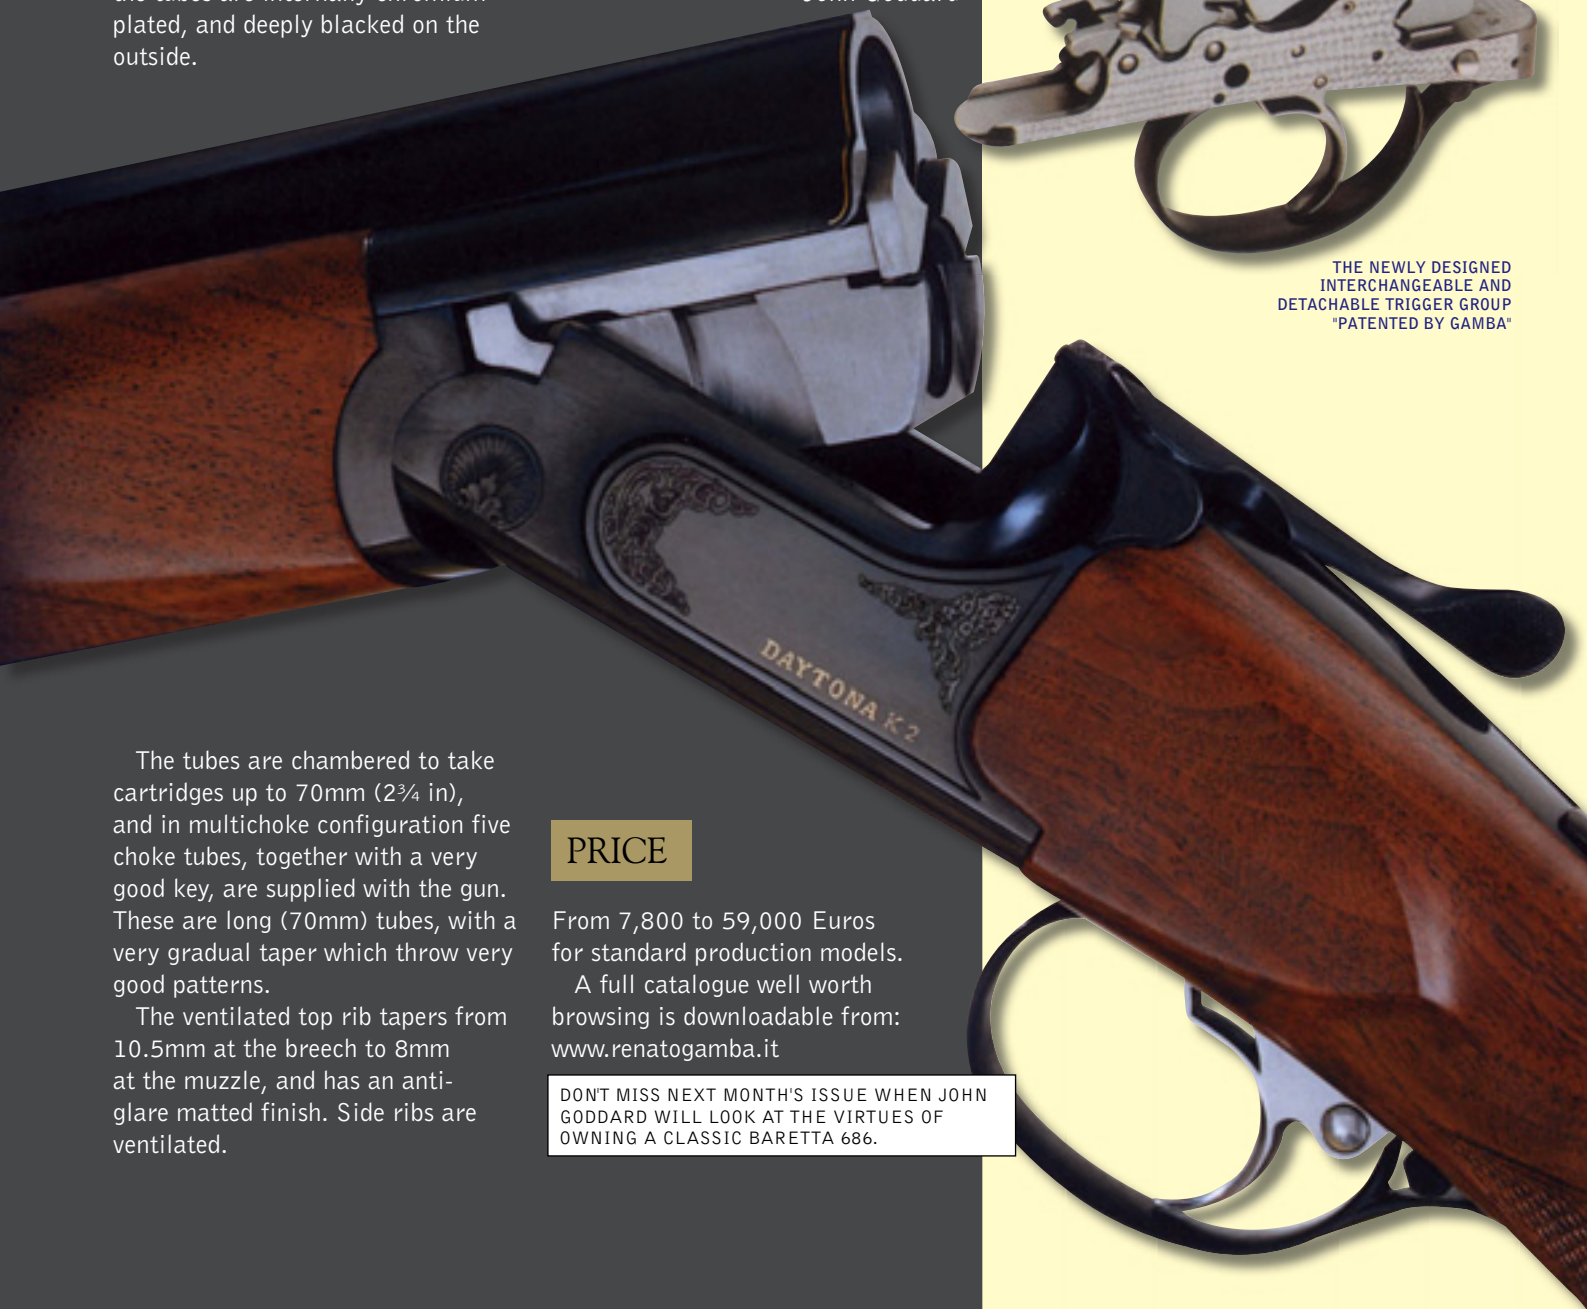 plated, and deeply blacked on the
outside.
The tubes are chambered to take
cartridges up to 70mm (2¾ in),
and in multichoke configuration five
choke tubes, together with a very
good key, are supplied with the gun.
These are long (70mm) tubes, with a
very gradual taper which throw very
good patterns.
The ventilated top rib tapers from
10.5mm at the breech to 8mm
at the muzzle, and has an anti-
glare matted finish. Side ribs are
ventilated.
PRICE
From 7,800 to 59,000 Euros
for standard production models.
A full catalogue well worth
browsing is downloadable from:
www.renatogamba.it
DON'T MISS NEXT MONTH'S ISSUE WHEN JOHN
GODDARD WILL LOOK AT THE VIRTUES OF
OWNING A CLASSIC BARETTA 686.
THE NEWLY DESIGNED
INTERCHANGEABLE AND
DETACHABLE TRIGGER GROUP
"PATENTED BY GAMBA"
DAYTONA K2